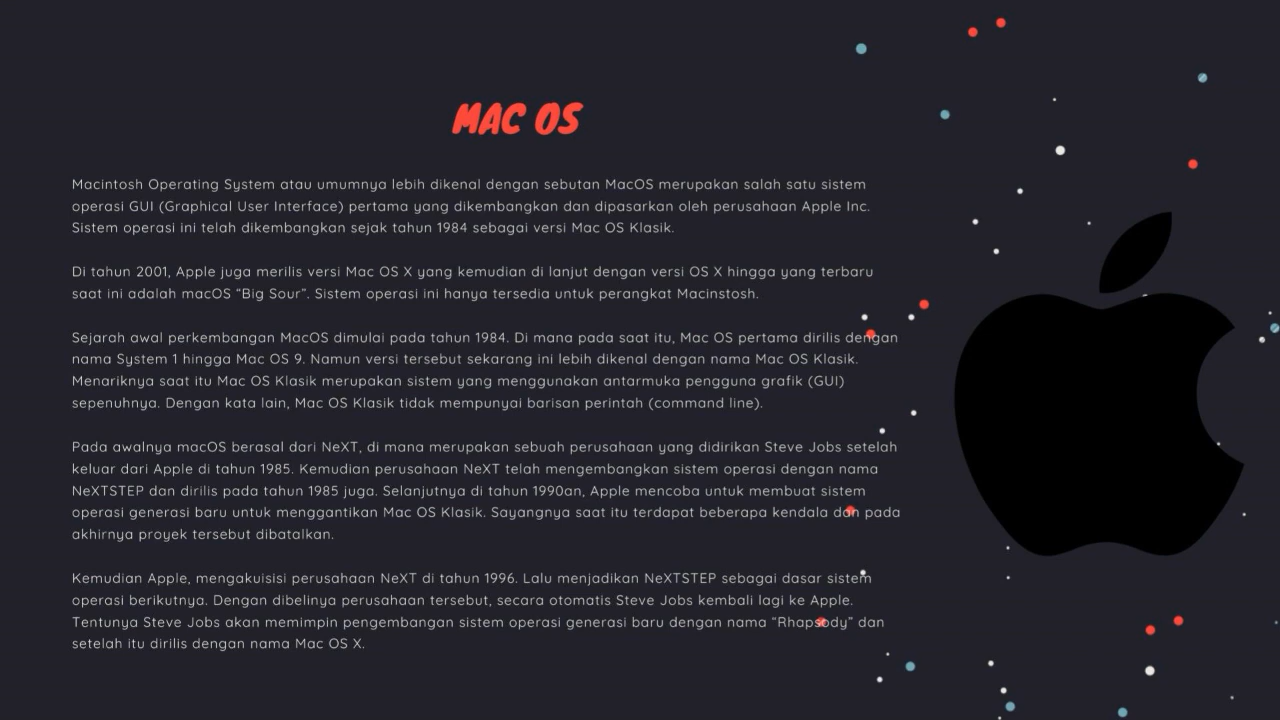 MAC OS
Macintosh Operating System atau umumnya lebih dikenal dengan sebutan MacOS merupakan salah satu sistem
operasi GUI (Graphical User Interface) pertama yang dikembangkan dan dipasarkan oleh perusahaan Apple Inc.
Sistem operasi ini telah dikembangkan sejak tahun 1984 sebagai versi Mac OS Klasik.
Di tahun 2001, Apple juga merilis versi Mac OS X yang kemudian di lanjut dengan versi OS X hingga yang terbaru
saat ini adalah macOS “Big Sour”. Sistem operasi ini hanya tersedia untuk perangkat Macinstosh.
Sejarah awal perkembangan MacOS dimulai pada tahun 1984. Di mana pada saat itu, Mac OS pertama dirilis dengan
nama System 1 hingga Mac OS 9. Namun versi tersebut sekarang ini lebih dikenal dengan nama Mac OS Klasik.
Menariknya saat itu Mac OS Klasik merupakan sistem yang menggunakan antarmuka pengguna grafik (GUI)
sepenuhnya. Dengan kata lain, Mac OS Klasik tidak mempunyai barisan perintah (command line).
Pada awalnya macOS berasal dari NeXT, di mana merupakan sebuah perusahaan yang didirikan Steve Jobs setelah
keluar dari Apple di tahun 1985. Kemudian perusahaan NeXT telah mengembangkan sistem operasi dengan nama
NeXTSTEP dan dirilis pada tahun 1985 juga. Selanjutnya di tahun 1990an, Apple mencoba untuk membuat sistem
operasi generasi baru untuk menggantikan Mac OS Klasik. Sayangnya saat itu terdapat beberapa kendala dan pada
akhirnya proyek tersebut dibatalkan.
Kemudian Apple, mengakuisisi perusahaan NeXT di tahun 1996. Lalu menjadikan NeXTSTEP sebagai dasar sistem
operasi berikutnya. Dengan dibelinya perusahaan tersebut, secara otomatis Steve Jobs kembali lagi ke Apple.
Tentunya Steve Jobs akan memimpin pengembangan sistem operasi generasi baru dengan nama “Rhapsody” dan
setelah itu dirilis dengan nama Mac OS X.